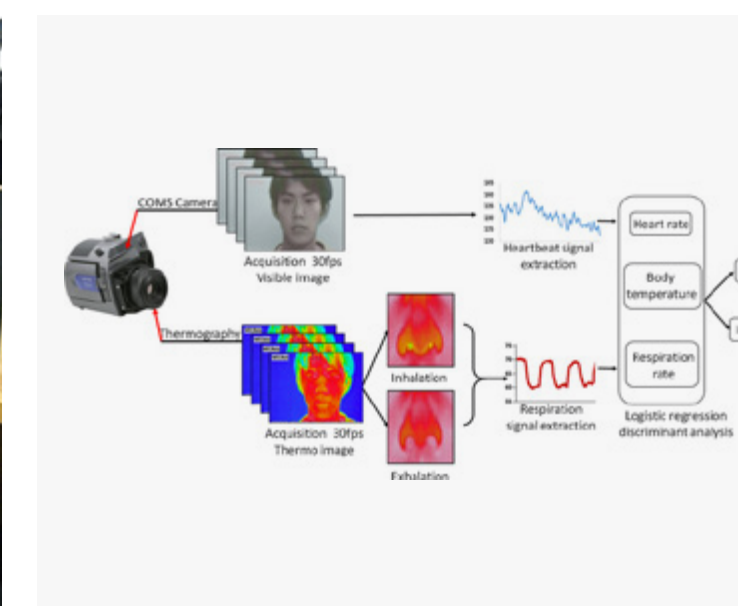 COMS Camera
Acquisition 30fps
Visible image
Heartbeat signal
extraction
Heart rate
Body
temperature
Respiration
rate
Logistic regression
discriminant analysis
Thermography
Acquisition 30fps
Thermo image
Inhalation
Exhalation
Respiration
signal extraction